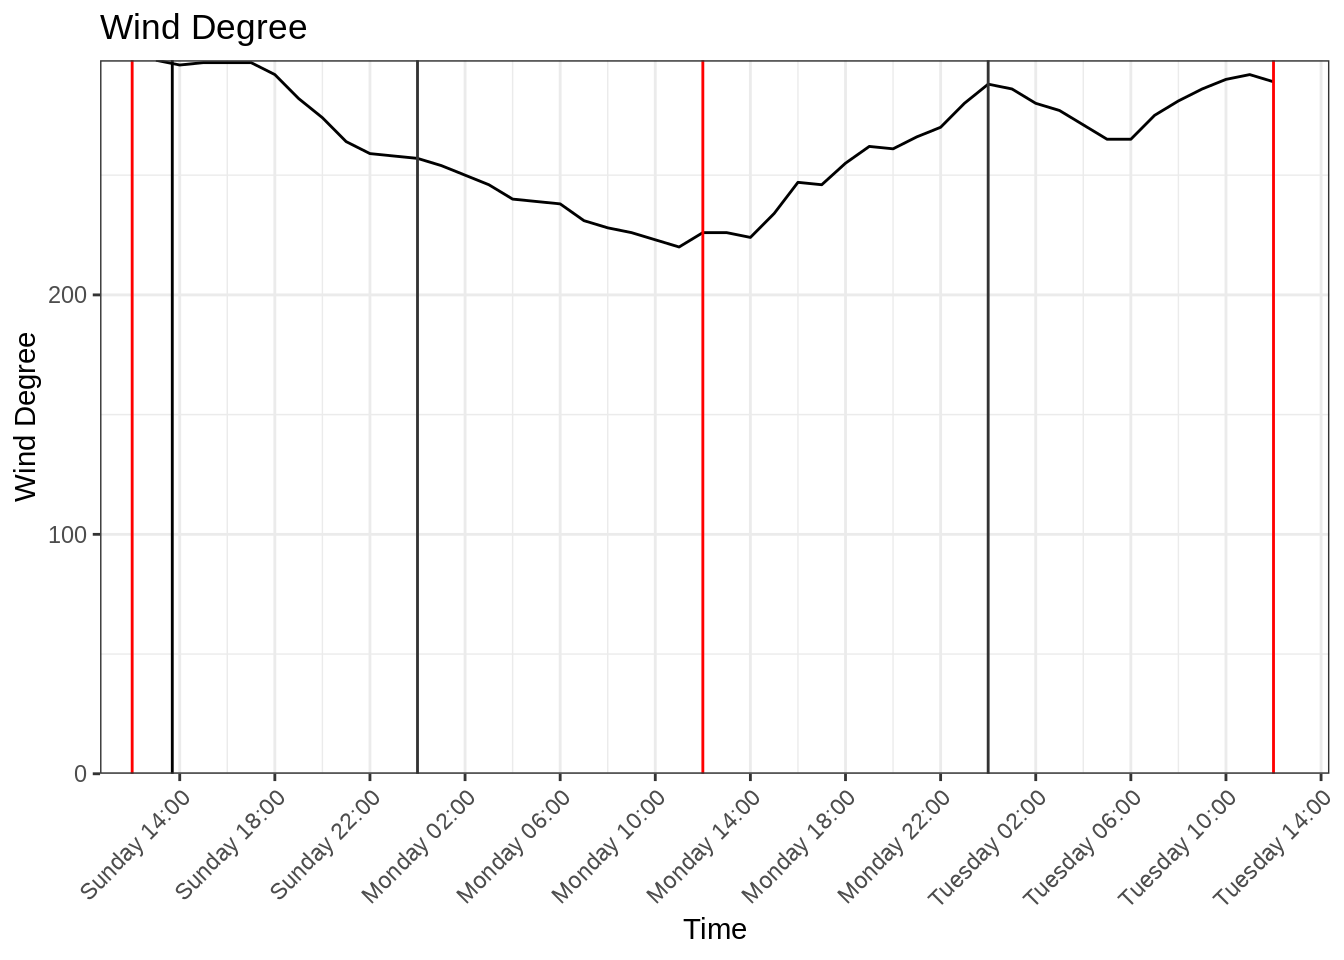 Wind Degree
Wind Degree
200
100
0
Sunday 14:00
Sunday 18:00
Sunday 22:00
Monday 02:00
Monday 06:00
Monday 10:00
Monday 14:00
Monday 18:00
Monday 22:00
Tuesday 02:00
Tuesday 06:00
Tuesday 10:00
Tuesday 14:00
Time